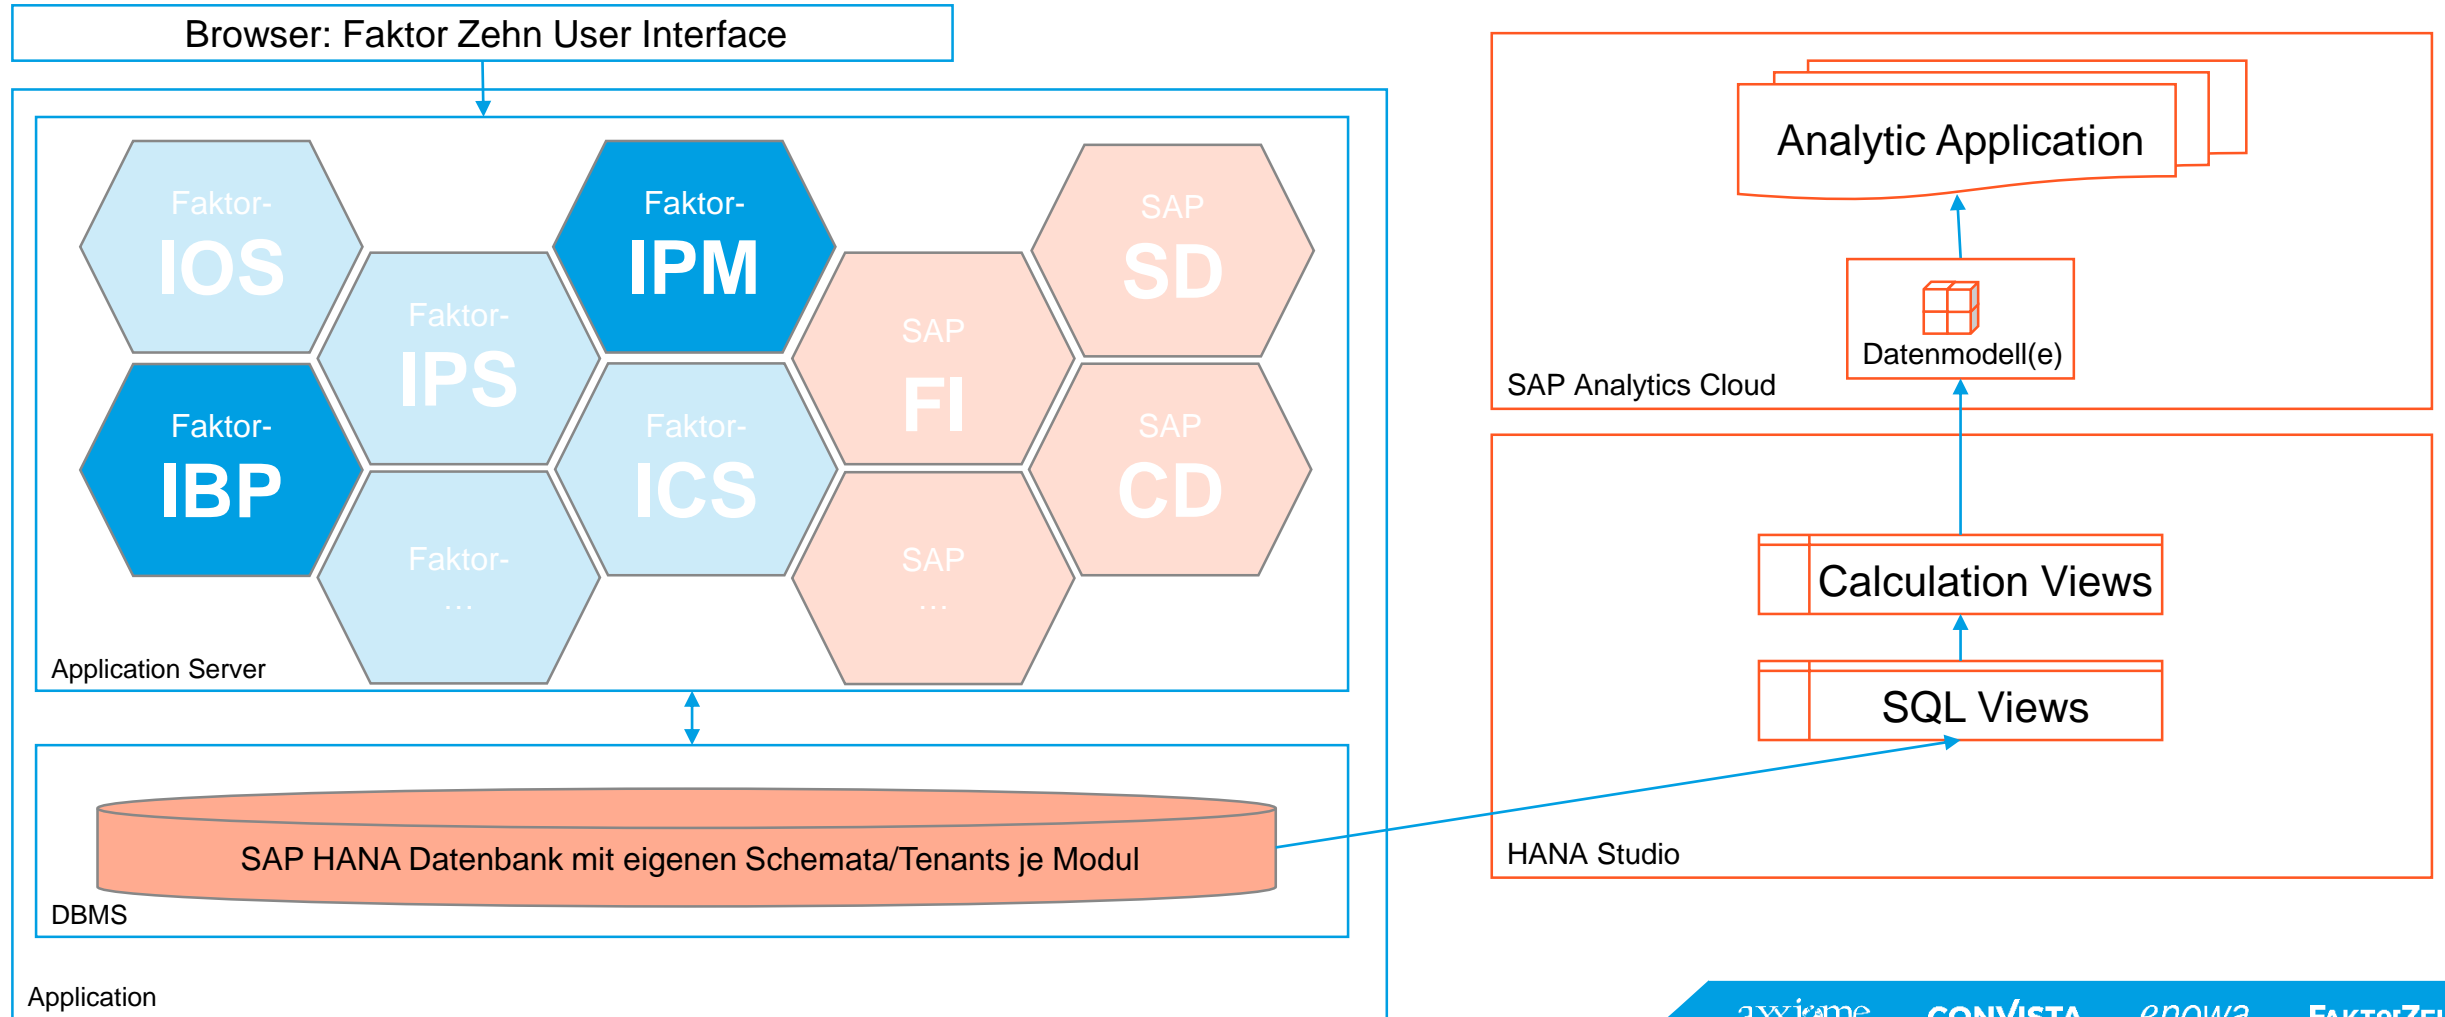 Browser: Faktor Zehn User Interface
Faktor-
IOS
Faktor-
IPS
Faktor-
IPM
SAP
FI
SAP
SD
Faktor-
IBP
Faktor-
…
Faktor-
ICS
SAP
…
SAP
CD
Application Server
SAP HANA Datenbank mit eigenen Schemata/Tenants je Modul
DBMS
Application
Analytic Application
Datenmodell(e)
SAP Analytics Cloud
Calculation Views
SQL Views
HANA Studio
axxiome
CONVISTA
enowa